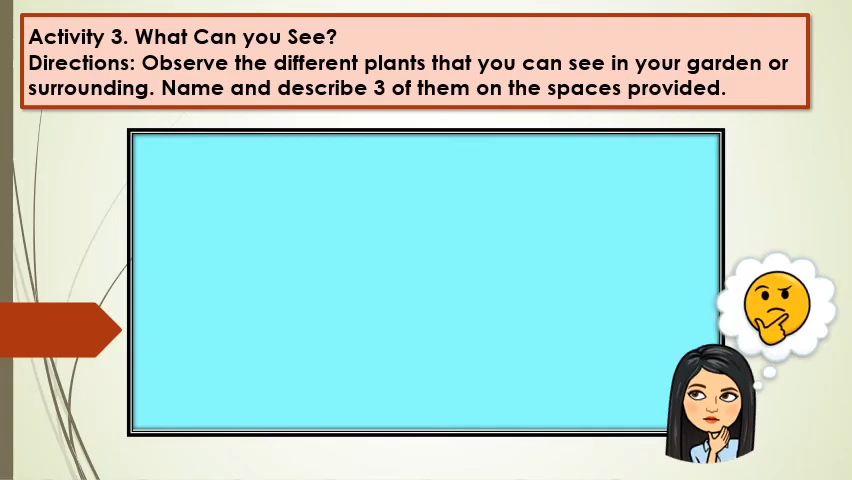 Activity 3. What Can you See?
Directions: Observe the different plants that you can see in your garden or
surrounding. Name and describe 3 of them on the spaces provided.